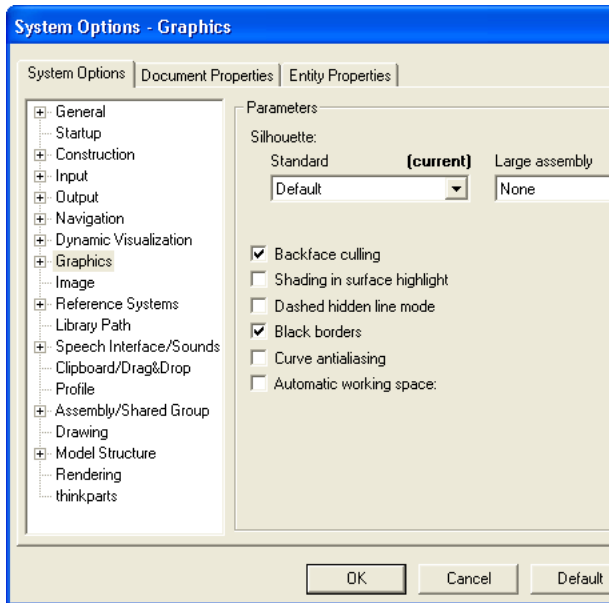 System Options - Graphics
System Options
Document Properties
Entity Properties
General
Startup
Construction
Input
Output
Navigation
Dynamic Visualization
Graphics
Image
Reference Systems
Library Path
Speech Interface/Sounds
Clipboard/Drag&Drop
Profile
Assembly/Shared Group
Drawing
Model Structure
Rendering
thinkparts
Parameters
Silhouette:
Standard (current) Large assembly
Default None
Backface culling
Shading in surface highlight
Dashed hidden line mode
Black borders
Curve antialiasing
Automatic working space:
OK Cancel Default